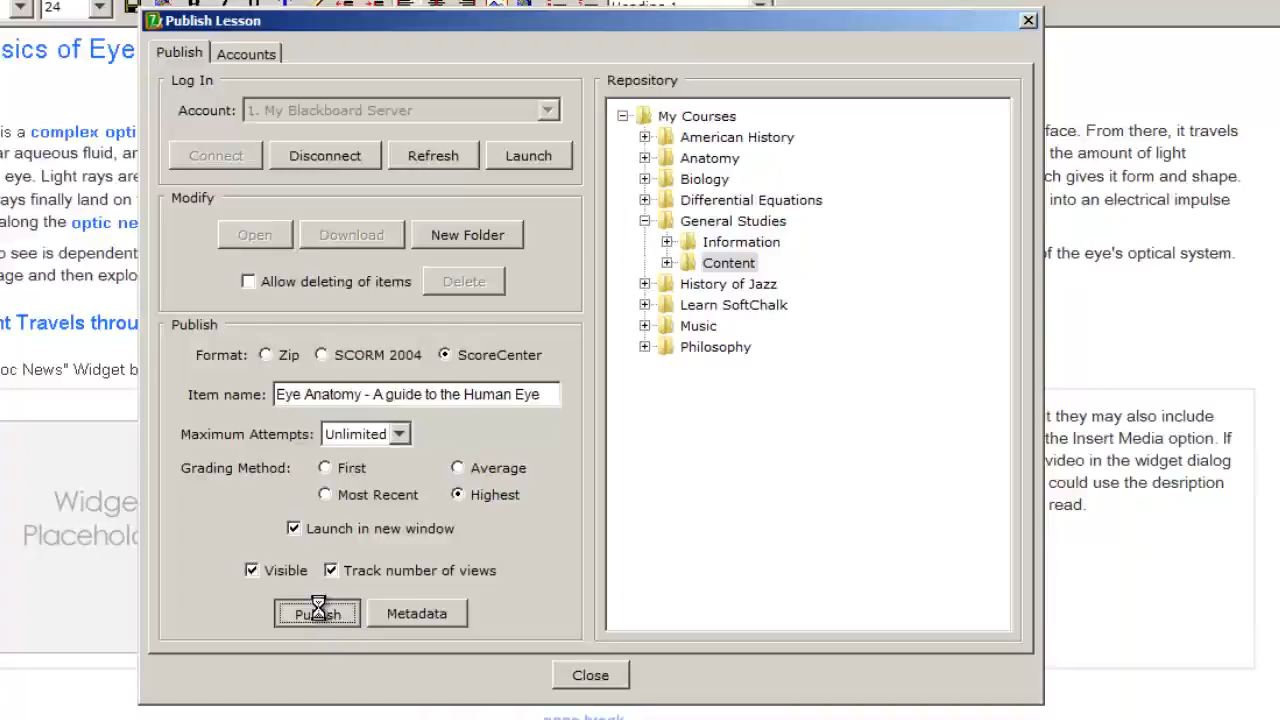 24
Heading 1
Publish Lesson
Publish
Accounts
Log In
Account:
1. My Blackboard Server
Connect
Disconnect
Refresh
Launch
Modify
Open
Download
New Folder
Allow deleting of items
Delete
Publish
Format:
Zip
SCORM 2004
ScoreCenter
Item name:
Eye Anatomy - A guide to the Human Eye
Maximum Attempts:
Unlimited
Grading Method:
First
Average
Most Recent
Highest
Launch in new window
Visible
Track number of views
Publish
Metadata
Close
Repository
My Courses
American History
Anatomy
Biology
Differential Equations
General Studies
Information
Content
History of Jazz
Learn SoftChalk
Music
Philosophy
sics of Eye
is a complex opti
ar aqueous fluid, ar
eye. Light rays are
rays finally land on
along the optic ne
o see is dependent
age and then explo
nt Travels throu
oc News" Widget b
Widge
Placehol
face. From there, it travels
the amount of light
ch gives it form and shape.
into an electrical impulse
of the eye's optical system.
t they may also include
the Insert Media option. If
video in the widget dialog
could use the desription
read.